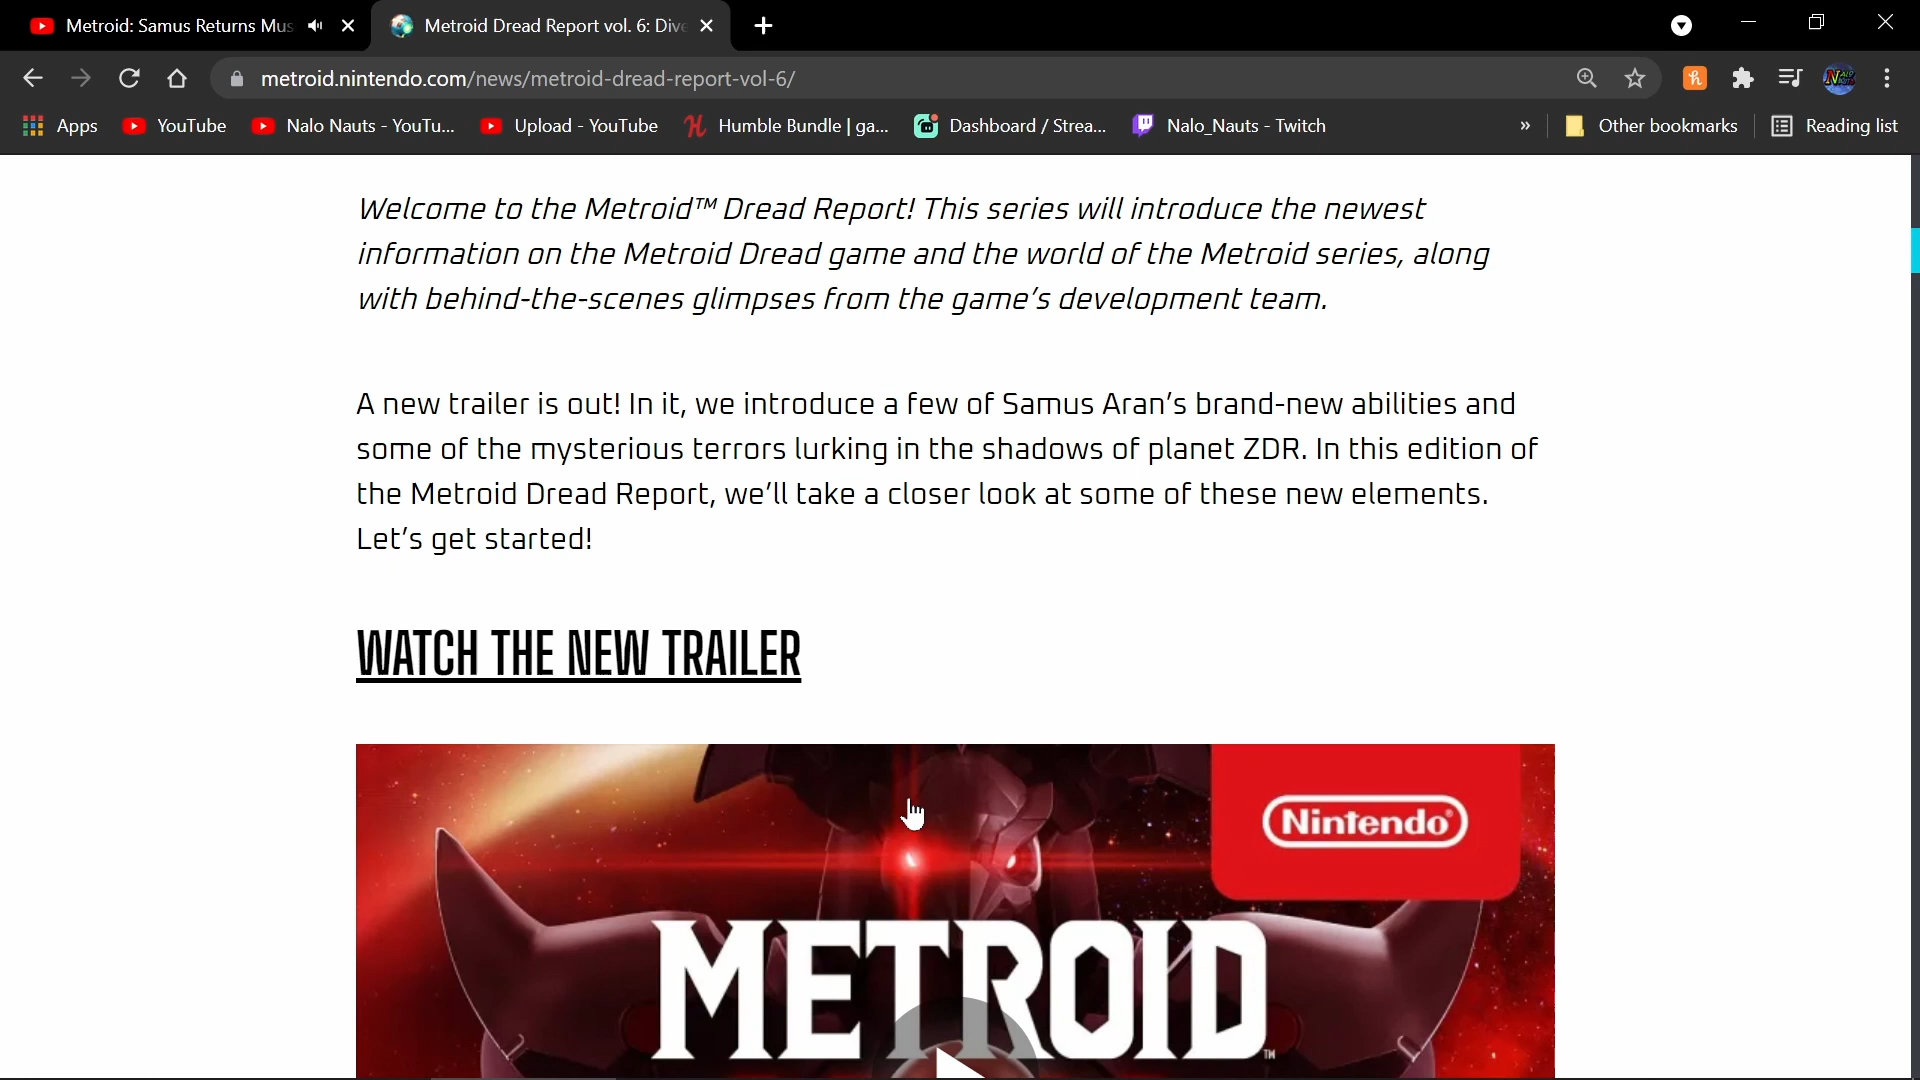 Metroid: Samus Returns Mus
Metroid Dread Report vol. 6: Dive
metroid.nintendo.com/news/metroid-dread-report-vol-6/
Apps
YouTube
Nalo Nauts - YouTu...
Upload - YouTube
Humble Bundle | ga...
Dashboard / Strea...
Nalo_Nauts - Twitch
»
Other bookmarks
Reading list
Welcome to the Metroid™ Dread Report! This series will introduce the newest
information on the Metroid Dread game and the world of the Metroid series, along
with behind-the-scenes glimpses from the game's development team.
A new trailer is out! In it, we introduce a few of Samus Aran's brand-new abilities and
some of the mysterious terrors lurking in the shadows of planet ZDR. In this edition of
the Metroid Dread Report, we'll take a closer look at some of these new elements.
Let's get started!
WATCH THE NEW TRAILER
Nintendo®
METROID™